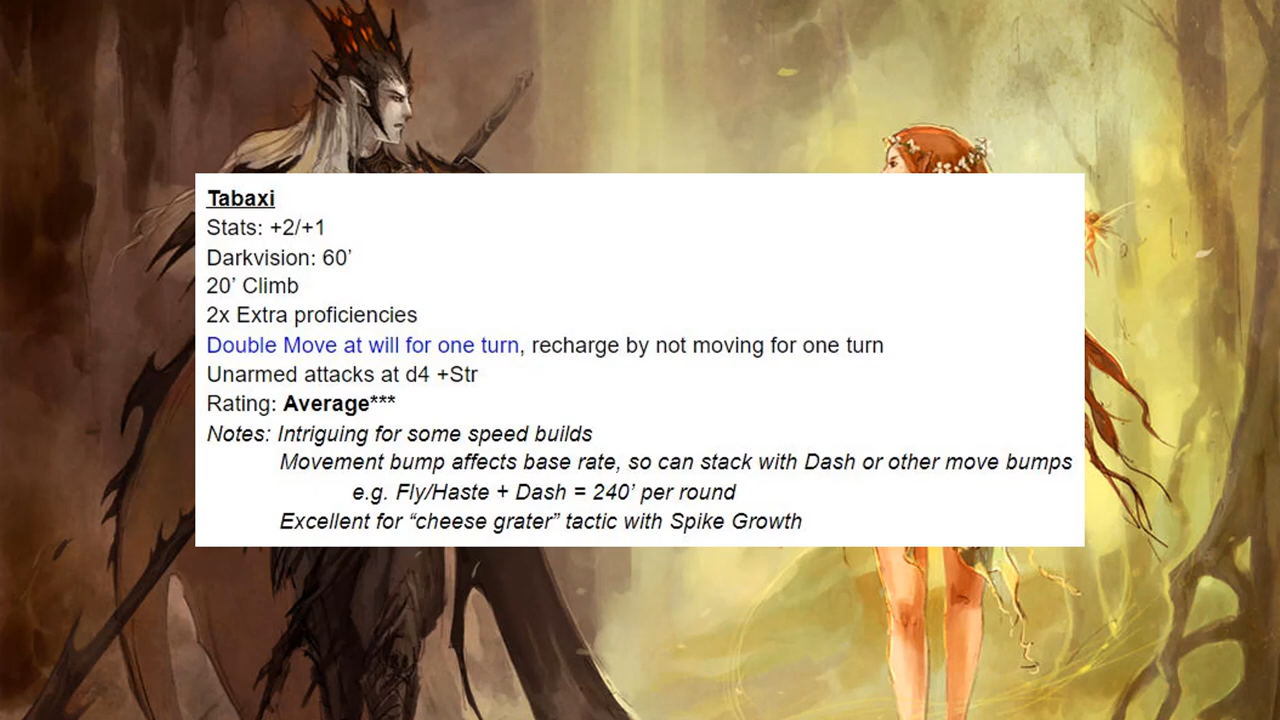 Tabaxi
Stats: +2/+1
Darkvision: 60’
20’ Climb
2x Extra proficiencies
Double Move at will for one turn, recharge by not moving for one turn
Unarmed attacks at d4 +Str
Rating: Average***
Notes: Intriguing for some speed builds
Movement bump affects base rate, so can stack with Dash or other move bumps
e.g. Fly/Haste + Dash = 240’ per round
Excellent for “cheese grater” tactic with Spike Growth